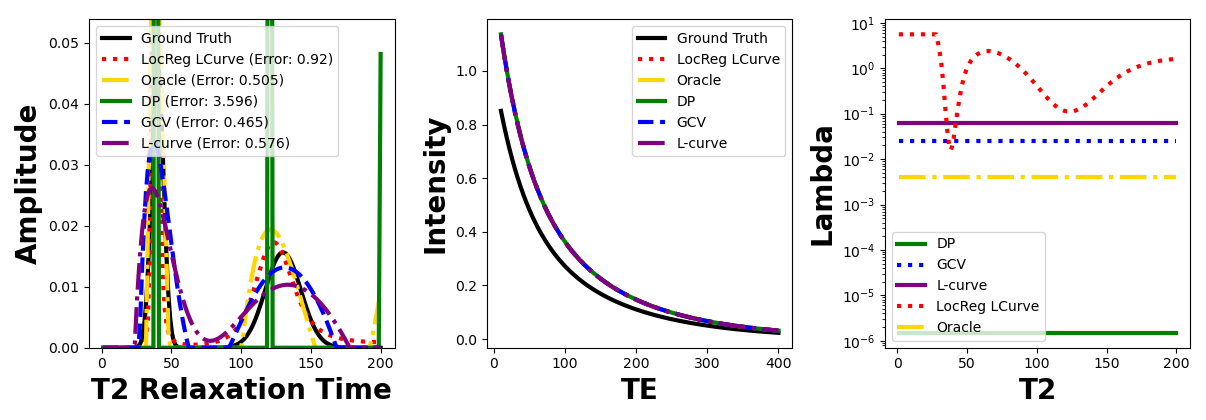 Amplitude
0.05
0.04
0.03
0.02
0.01
0.00
Ground Truth
LocReg LCurve (Error: 0.92)
Oracle (Error: 0.505)
DP (Error: 3.596)
GCV (Error: 0.465)
L-curve (Error: 0.576)
0 50 100 150 200
T2 Relaxation Time
Intensity
1.0
0.8
0.6
0.4
0.2
0.0
Ground Truth
LocReg LCurve
Oracle
DP
GCV
L-curve
0 100 200 300 400
TE
Lambda
10¹
10⁰
10⁻¹
10⁻²
10⁻³
10⁻⁴
10⁻⁵
10⁻⁶
DP
GCV
L-curve
LocReg LCurve
Oracle
0 50 100 150 200
T2